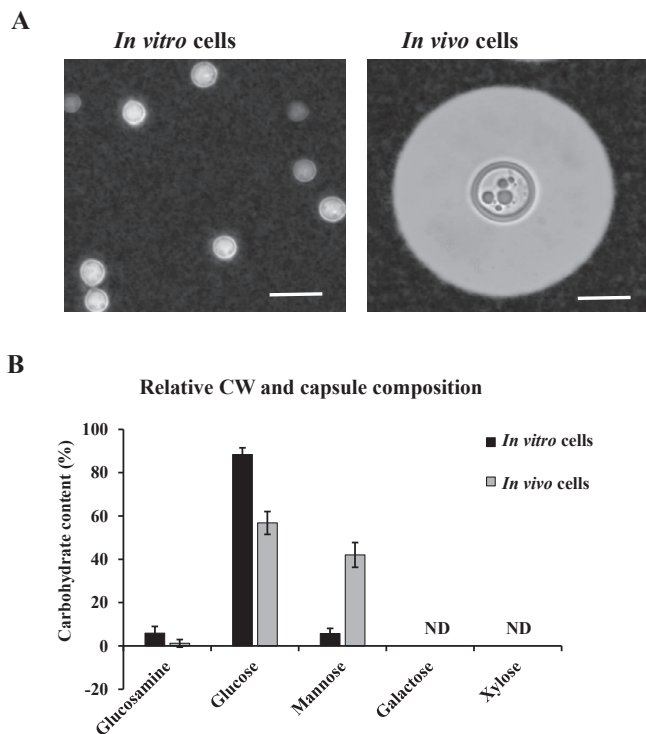 A
In vitro cells
In vivo cells
B
Relative CW and capsule composition
Carbohydrate content (%)
100
80
60
40
20
0
-20
In vitro cells
In vivo cells
ND
ND
Glucosamine
Glucose
Mannose
Galactose
Xylose